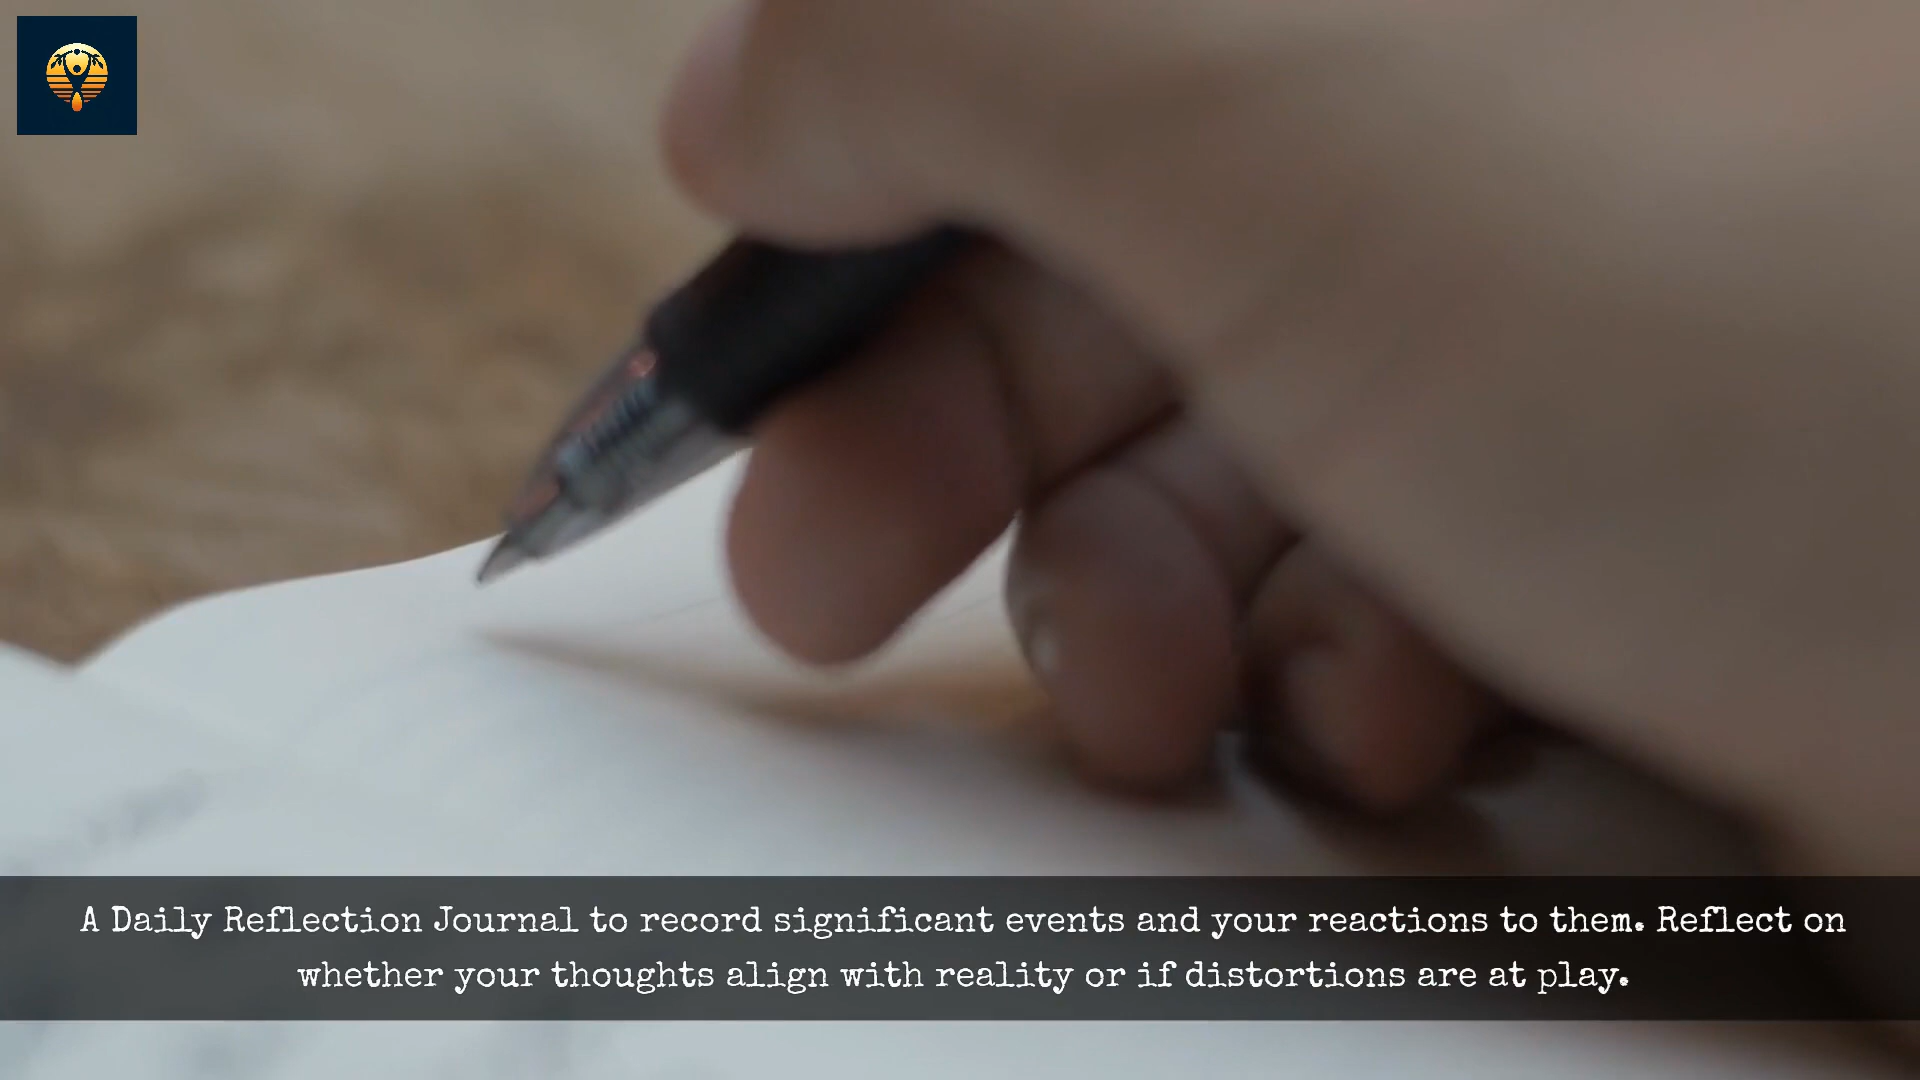 A Daily Reflection Journal to record significant events and your reactions to them. Reflect on
whether your thoughts align with reality or if distortions are at play.